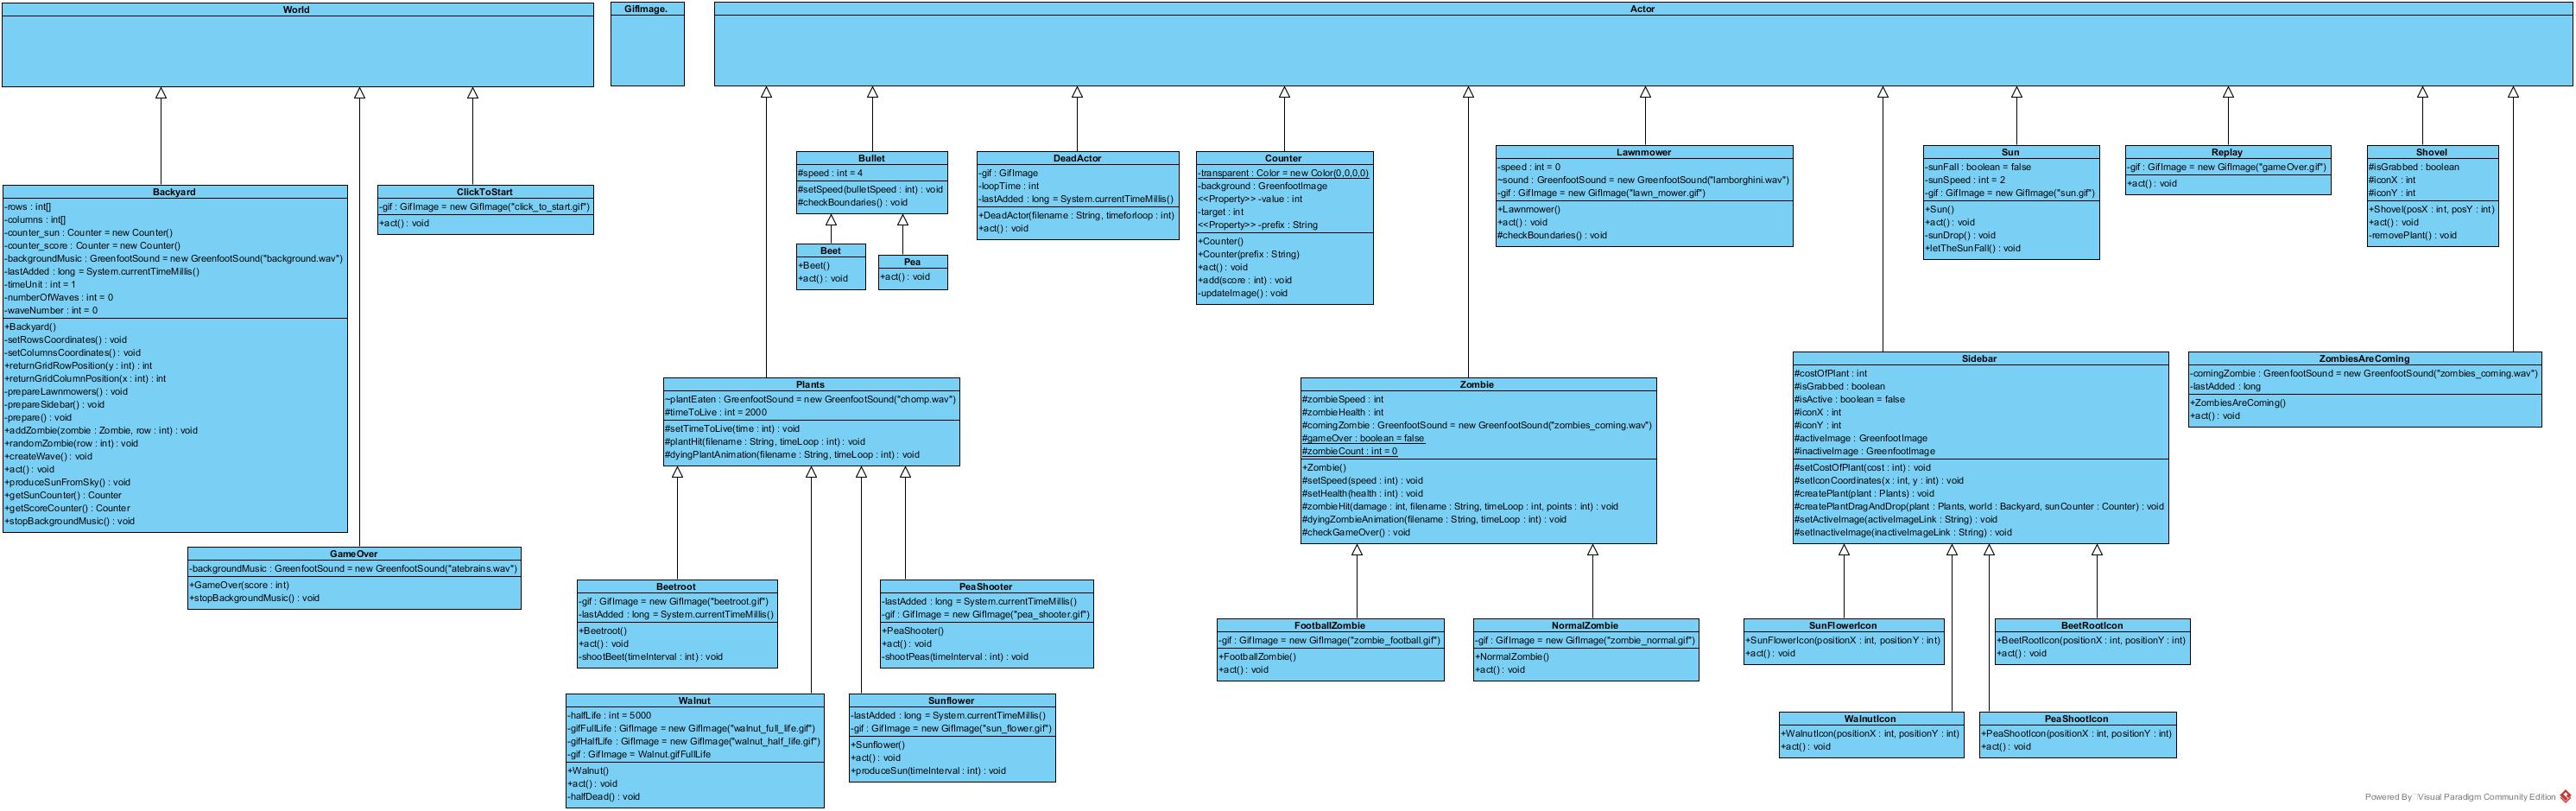 World
GifImage.
Actor
Backyard
-rows : int[]
-columns : int[]
-counter_sun : Counter = new Counter()
-counter_score : Counter = new Counter()
-backgroundMusic : GreenfootSound = new GreenfootSound("background.wav")
-lastAdded : long = System.currentTimeMillis()
-timeUnit : int = 1
-numberOfWaves : int = 0
-waveNumber : int = 0
+Backyard()
-setRowsCoordinates() : void
-setColumnsCoordinates() : void
+returnGridRowPosition(y : int) : int
+returnGridColumnPosition(x : int) : int
-prepareLawnmowers() : void
-prepareSidebar() : void
-prepare() : void
+addZombie(zombie : Zombie, row : int) : void
+randomZombie(row : int) : void
+createWave() : void
+act() : void
+produceSunFromSky() : void
+getSunCounter() : Counter
+getScoreCounter() : Counter
+stopBackgroundMusic() : void
ClickToStart
-gif : GifImage = new GifImage("click_to_start.gif")
+act() : void
GameOver
-backgroundMusic : GreenfootSound = new GreenfootSound("atebrains.wav")
+GameOver(score : int)
+stopBackgroundMusic() : void
Bullet
#speed : int = 4
#setSpeed(bulletSpeed : int) : void
#checkBoundaries() : void
Beet
+Beet()
+act() : void
Pea
+act() : void
DeadActor
-gif : GifImage
-loopTime : int
-lastAdded : long = System.currentTimeMillis()
+DeadActor(filename : String, timeforloop : int)
+act() : void
Counter
-transparent : Color = new Color(0,0,0,0)
-background : GreenfootImage
<<Property>> -value : int
-target : int
<<Property>> -prefix : String
+Counter()
+Counter(prefix : String)
+act() : void
+add(score : int) : void
-updateImage() : void
Lawnmower
-speed : int = 0
~sound : GreenfootSound = new GreenfootSound("lamborghini.wav")
-gif : GifImage = new GifImage("lawn_mower.gif")
+Lawnmower()
+act() : void
#checkBoundaries() : void
Sun
-sunFall : boolean = false
-sunSpeed : int = 2
-gif : GifImage = new GifImage("sun.gif")
+Sun()
+act() : void
-sunDrop() : void
+letTheSunFall() : void
Replay
-gif : GifImage = new GifImage("gameOver.gif")
+act() : void
Shovel
#isGrabbed : boolean
#iconX : int
#iconY : int
+Shovel(posX : int, posY : int)
+act() : void
-removePlant() : void
Plants
~plantEaten : GreenfootSound = new GreenfootSound("chomp.wav")
#timeToLive : int = 2000
#setTimeToLive(time : int) : void
#plantHit(filename : String, timeLoop : int) : void
#dyingPlantAnimation(filename : String, timeLoop : int) : void
Zombie
#zombieSpeed : int
#zombieHealth : int
#comingZombie : GreenfootSound = new GreenfootSound("zombies_coming.wav")
#gameOver : boolean = false
#zombieCount : int = 0
+Zombie()
#setSpeed(speed : int) : void
#setHealth(health : int) : void
#zombieHit(damage : int, filename : String, timeLoop : int, points : int) : void
#dyingZombieAnimation(filename : String, timeLoop : int) : void
#checkGameOver() : void
Sidebar
#costOfPlant : int
#isGrabbed : boolean
#isActive : boolean = false
#iconX : int
#iconY : int
#activeImage : GreenfootImage
#inactiveImage : GreenfootImage
#setCostOfPlant(cost : int) : void
#setIconCoordinates(x : int, y : int) : void
#createPlant(plant : Plants) : void
#createPlantDragAndDrop(plant : Plants, world : Backyard, sunCounter : Counter) : void
#setActiveImage(activeImageLink : String) : void
#setInactiveImage(inactiveImageLink : String) : void
ZombiesAreComing
-comingZombie : GreenfootSound = new GreenfootSound("zombies_coming.wav")
-lastAdded : long
+ZombiesAreComing()
+act() : void
Beetroot
-gif : GifImage = new GifImage("beetroot.gif")
-lastAdded : long = System.currentTimeMillis()
+Beetroot()
+act() : void
-shootBeet(timeInterval : int) : void
PeaShooter
-lastAdded : long = System.currentTimeMillis()
-gif : GifImage = new GifImage("pea_shooter.gif")
+PeaShooter()
+act() : void
-shootPeas(timeInterval : int) : void
Walnut
-halfLife : int = 5000
-gifFullLife : GifImage = new GifImage("walnut_full_life.gif")
-gifHalfLife : GifImage = new GifImage("walnut_half_life.gif")
-gif : GifImage = Walnut.gifFullLife
+Walnut()
+act() : void
-halfDead() : void
Sunflower
-lastAdded : long = System.currentTimeMillis()
-gif : GifImage = new GifImage("sun_flower.gif")
+Sunflower()
+act() : void
+produceSun(timeInterval : int) : void
FootballZombie
-gif : GifImage = new GifImage("zombie_football.gif")
+FootballZombie()
+act() : void
NormalZombie
-gif : GifImage = new GifImage("zombie_normal.gif")
+NormalZombie()
+act() : void
SunFlowerIcon
+SunFlowerIcon(positionX : int, positionY : int)
+act() : void
BeetRootIcon
+BeetRootIcon(positionX : int, positionY : int)
+act() : void
WalnutIcon
+WalnutIcon(positionX : int, positionY : int)
+act() : void
PeaShootIcon
+PeaShootIcon(positionX : int, positionY : int)
+act() : void
Powered By Visual Paradigm Community Edition